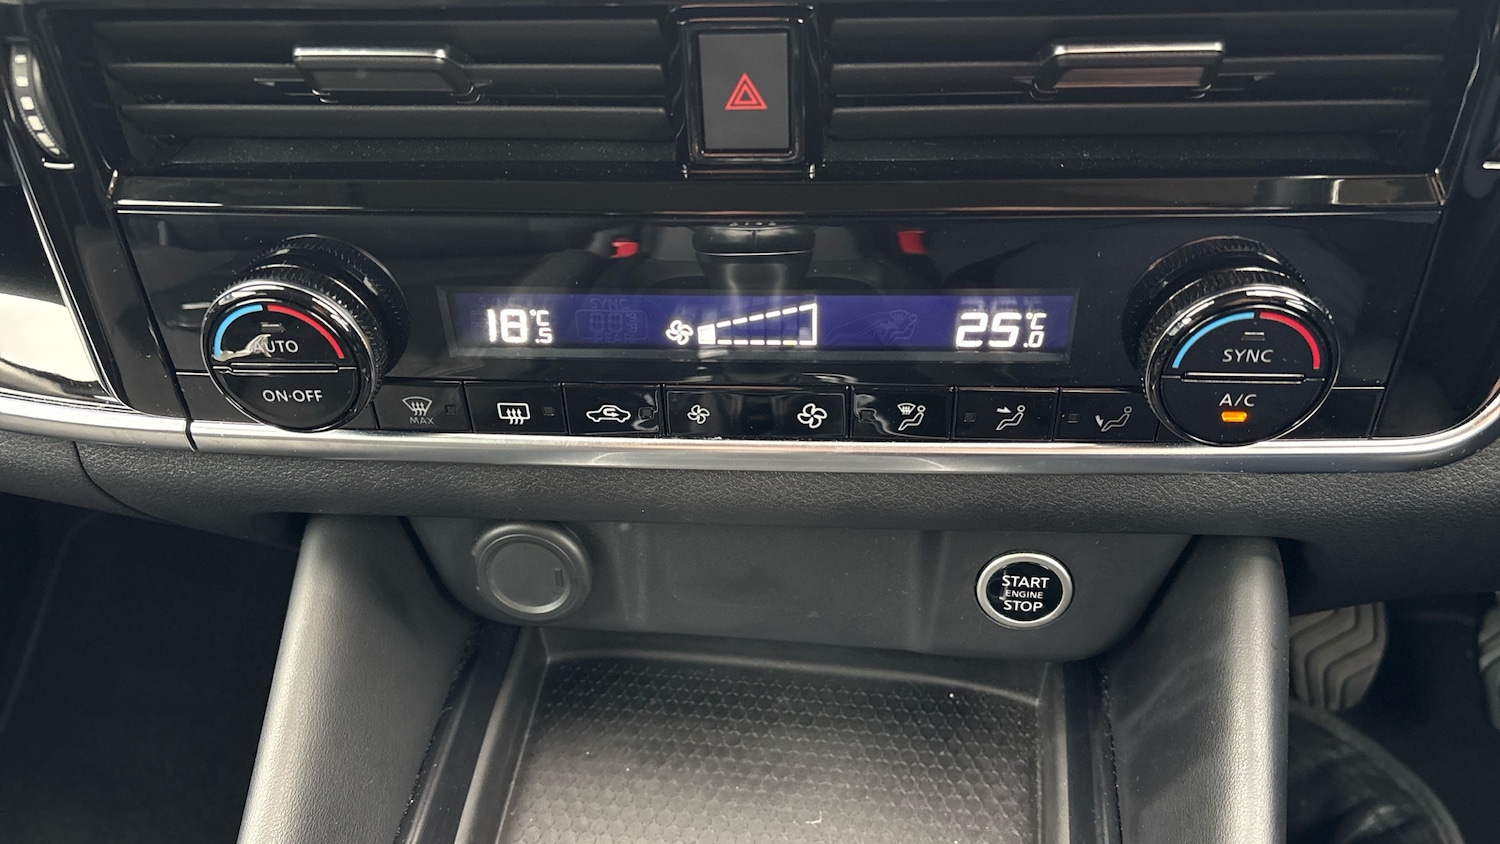 18.5°C
25.0°C
AUTO
ON·OFF
SYNC
A/C
MAX
START
ENGINE
STOP